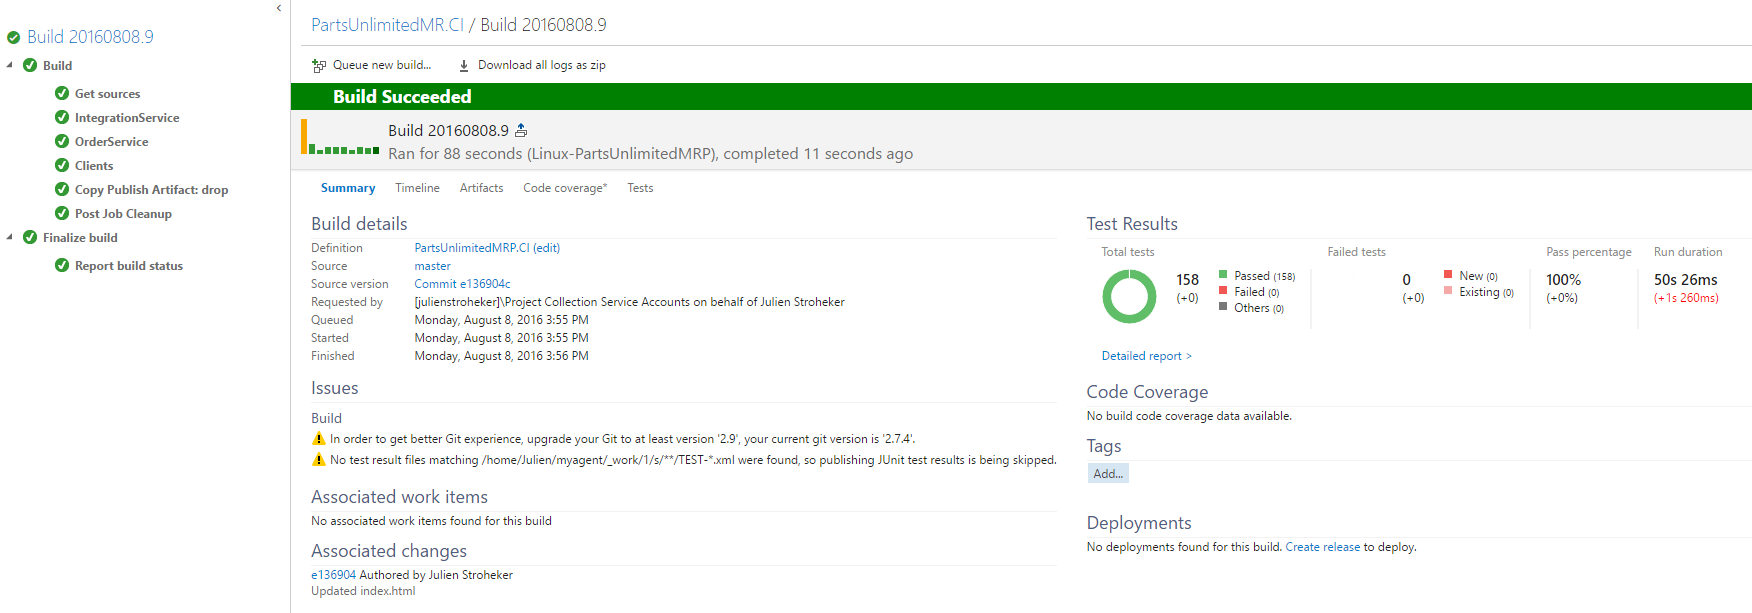 Build 20160808.9
Build
Get sources
IntegrationService
OrderService
Clients
Copy Publish Artifact: drop
Post Job Cleanup
Finalize build
Report build status
PartsUnlimitedMR.CI / Build 20160808.9
Queue new build... Download all logs as zip
Build Succeeded
Build 20160808.9
Ran for 88 seconds (Linux-PartsUnlimitedMRP), completed 11 seconds ago
Summary Timeline Artifacts Code coverage* Tests
Build details
Definition PartsUnlimitedMRP.CI (edit)
Source master
Source version Commit e136904c
Requested by [julienstroheker]\Project Collection Service Accounts on behalf of Julien Stroheker
Queued Monday, August 8, 2016 3:55 PM
Started Monday, August 8, 2016 3:55 PM
Finished Monday, August 8, 2016 3:56 PM
Issues
Build
In order to get better Git experience, upgrade your Git to at least version '2.9', your current git version is '2.7.4'.
No test result files matching /home/Julien/myagent/_work/1/s/**/TEST-*.xml were found, so publishing JUnit test results is being skipped.
Associated work items
No associated work items found for this build
Associated changes
e136904 Authored by Julien Stroheker
Updated index.html
Test Results
Total tests Failed tests Pass percentage Run duration
158 Passed (158) 0 New (0) 100% 50s 26ms
(+0) Failed (0) (+0) Existing (0) (+0%) (+1s 260ms)
Others (0)
Detailed report >
Code Coverage
No build code coverage data available.
Tags
Add...
Deployments
No deployments found for this build. Create release to deploy.